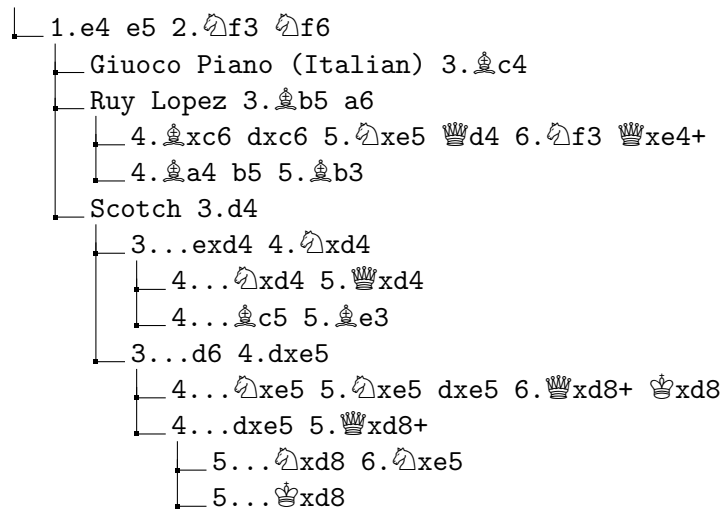 1.e4 e5 2.♘f3 ♘f6
Giuoco Piano (Italian) 3.♗c4
Ruy Lopez 3.♗b5 a6
4.♗xc6 dxc6 5.♘xe5 ♕d4 6.♘f3 ♕xe4+
4.♗a4 b5 5.♗b3
Scotch 3.d4
3...exd4 4.♘xd4
4...♘xd4 5.♕xd4
4...♗c5 5.♗e3
3...d6 4.dxe5
4...♘xe5 5.♘xe5 dxe5 6.♕xd8+ ♔xd8
4...dxe5 5.♕xd8+
5...♘xd8 6.♘xe5
5...♔xd8